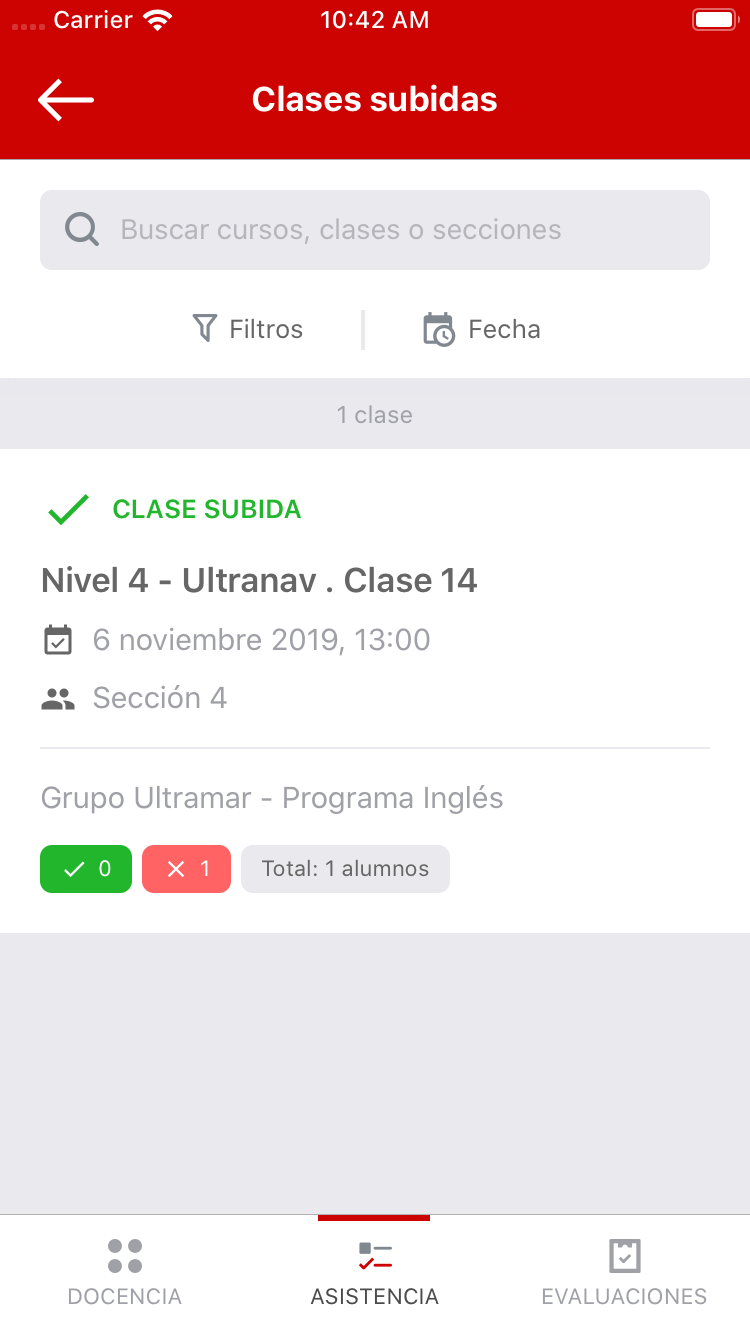 Carrier 10:42 AM
Clases subidas
Buscar cursos, clases o secciones
Filtros Fecha
1 clase
CLASE SUBIDA
Nivel 4 - Ultranav . Clase 14
6 noviembre 2019, 13:00
Sección 4
Grupo Ultramar - Programa Inglés
0 1 Total: 1 alumnos
DOCENCIA ASISTENCIA EVALUACIONES